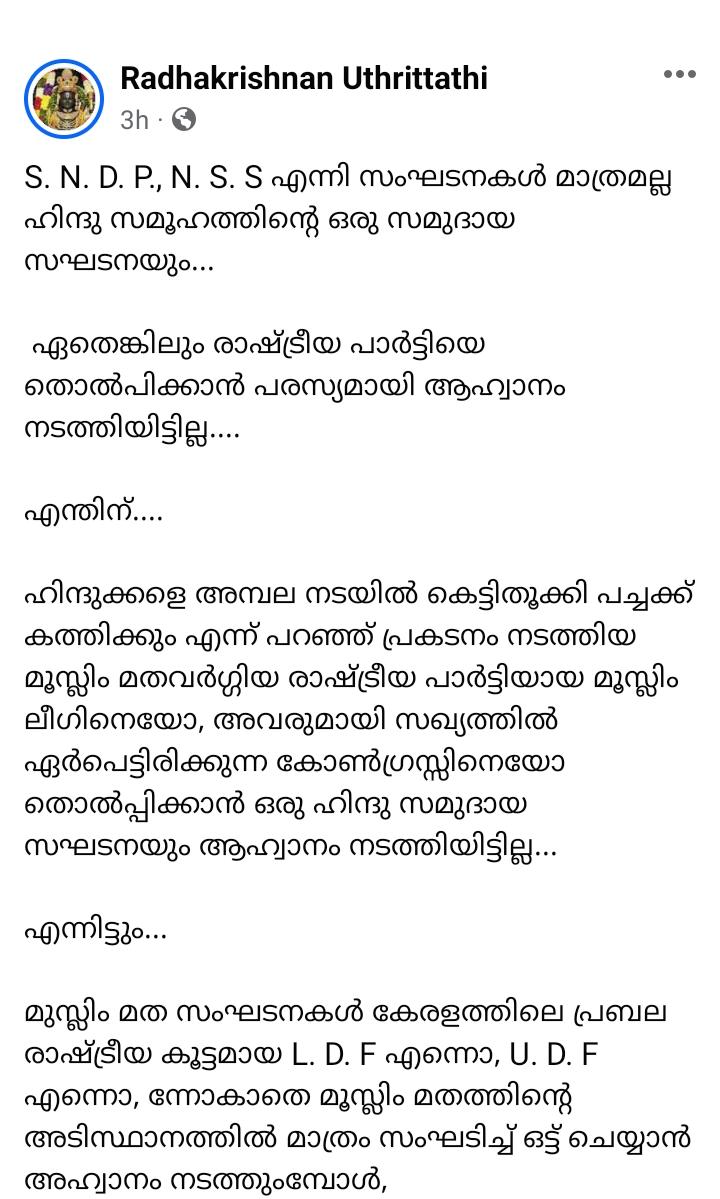 Radhakrishnan Uthrittathi
3h ·
S. N. D. P., N. S. S എന്നി സംഘടനകൾ മാത്രമല്ല
ഹിന്ദു സമൂഹത്തിന്റെ ഒരു സമുദായ
സഘടനയും...
ഏതെങ്കിലും രാഷ്ട്രീയ പാർട്ടിയെ
തൊൽപിക്കാൻ പരസ്യമായി ആഹ്വാനം
നടത്തിയിട്ടില്ല....
എന്തിന്....
ഹിന്ദുക്കളെ അമ്പല നടയിൽ കെട്ടിതൂക്കി പച്ചക്ക്
കത്തിക്കും എന്ന് പറഞ്ഞ് പ്രകടനം നടത്തിയ
മൂസ്ലിം മതവർഗ്ഗിയ രാഷ്ട്രീയ പാർട്ടിയായ മൂസ്ലിം
ലീഗിനെയോ, അവരുമായി സഖ്യത്തിൽ
ഏർപെട്ടിരിക്കുന്ന കോൺഗ്രസ്സിനെയോ
തൊൽപ്പിക്കാൻ ഒരു ഹിന്ദു സമുദായ
സഘടനയും ആഹ്വാനം നടത്തിയിട്ടില്ല...
എന്നിട്ടും...
മുസ്ലിം മത സംഘടനകൾ കേരളത്തിലെ പ്രബല
രാഷ്ട്രീയ കൂട്ടമായ L. D. F എന്നൊ, U. D. F
എന്നൊ, ന്നോകാതെ മൂസ്ലിം മതത്തിന്റെ
അടിസ്ഥാനത്തിൽ മാത്രം സംഘടിച്ച് ഒട്ട് ചെയ്യാൻ
അഹ്വാനം നടത്തുംമ്പോൾ,